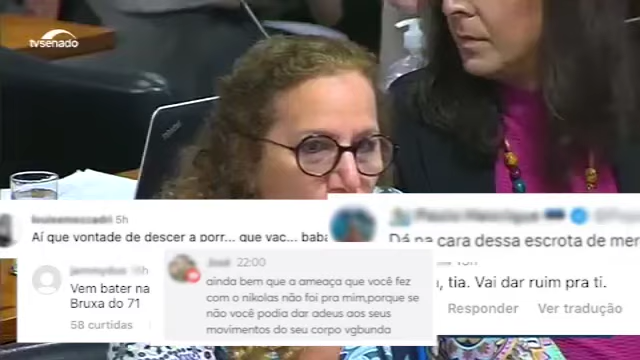 tvsenado
5h
Aí que vontade de descer a porr... que vac... baba
Dá na cara dessa escrota de mer
Vem bater na
Bruxa do 71
58 curtidas
22:00
ainda bem que a ameaça que você fez
com o nikolas não foi pra mim,porque se
não você podia dar adeus aos seus
movimentos do seu corpo vgbunda
, tia. Vai dar ruim pra ti.
Responder Ver tradução